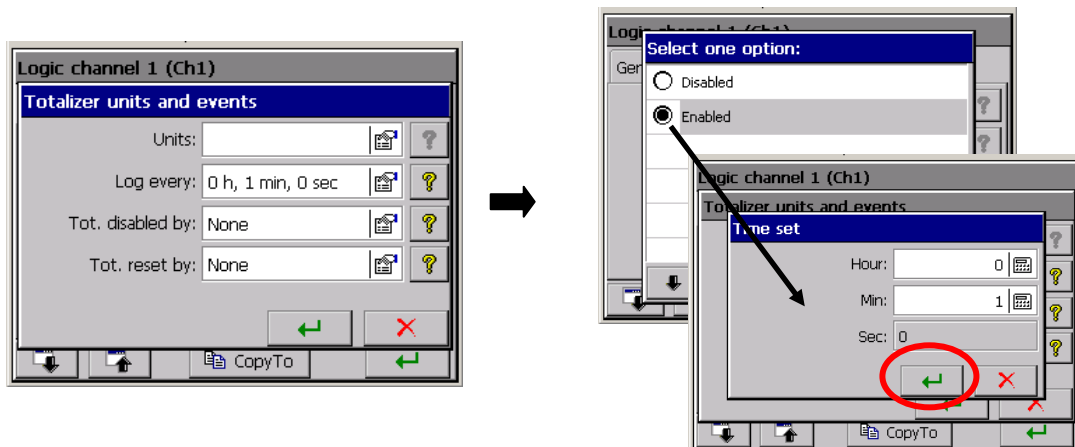 Logic channel 1 (Ch1)
Totalizer units and events
Units:
?
Log every: 0 h, 1 min, 0 sec
?
Tot. disabled by: None
?
Tot. reset by: None
?
CopyTo
Logic channel 1 (Ch1)
Gen
Select one option:
Disabled
?
Enabled
?
Logic channel 1 (Ch1)
Totalizer units and events
Time set
?
Hour: 0
?
Min: 1
?
Sec: 0
?
CopyTo